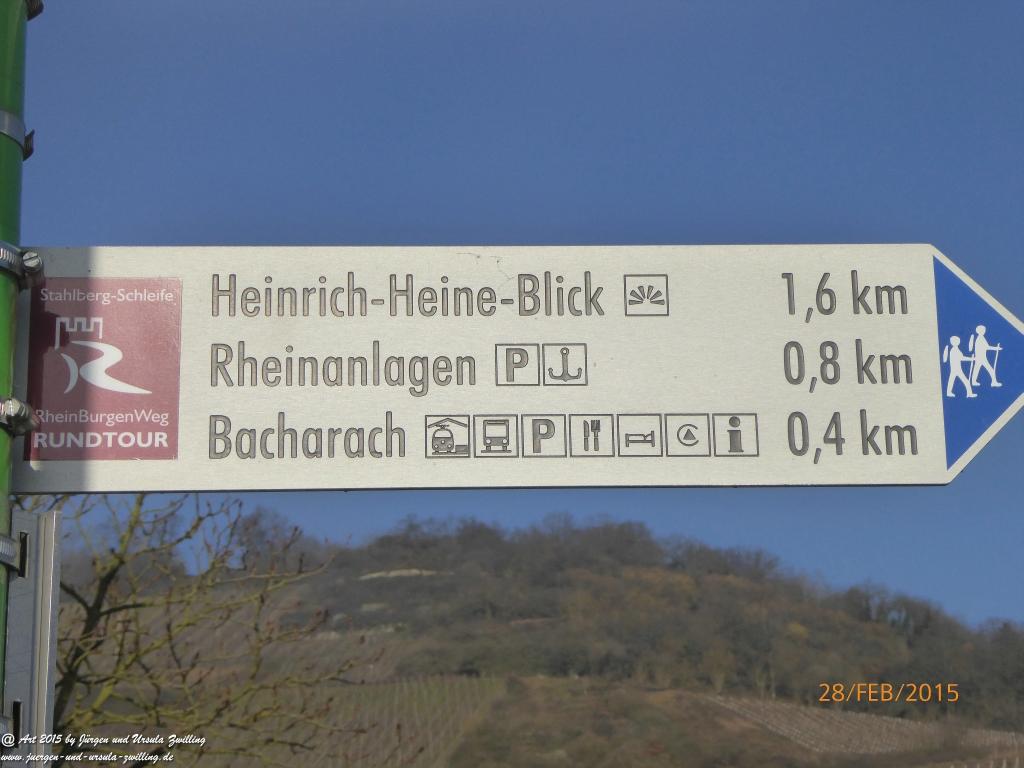 Stahlberg-Schleife
RheinBurgenWeg
RUNDTOUR
Heinrich-Heine-Blick 1,6 km
Rheinanlagen P 0,8 km
Bacharach P i 0,4 km
28/FEB/2015
@ Art 2015 by Jürgen und Ursula Zwilling
www.juergen-und-ursula-zwilling.de